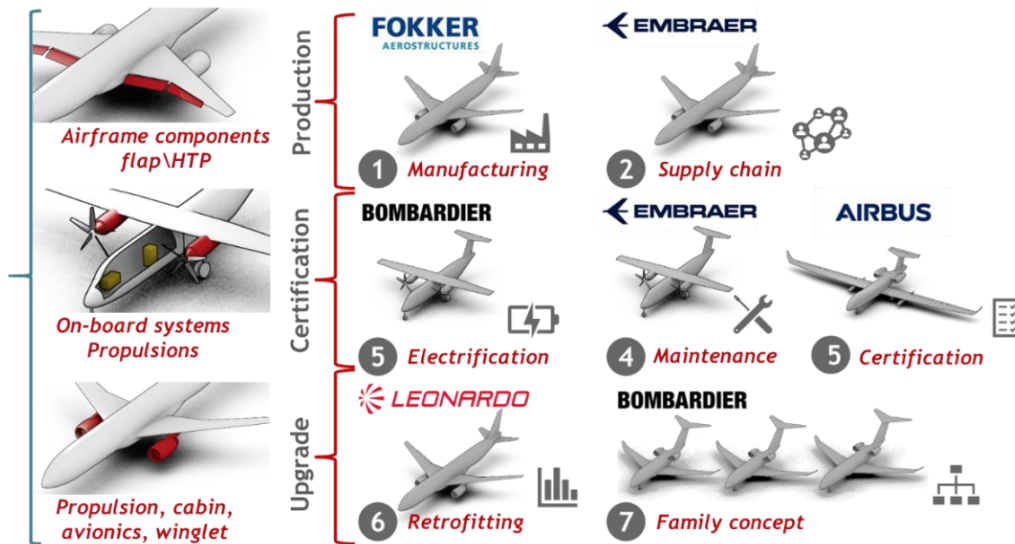 FOKKER
AEROSTRUCTURES
EMBRAER
Airframe components
flap\HTP
Production
1 Manufacturing
2 Supply chain
BOMBARDIER
EMBRAER
AIRBUS
On-board systems
Propulsions
Certification
5 Electrification
4 Maintenance
5 Certification
LEONARDO
BOMBARDIER
Propulsion, cabin,
avionics, winglet
Upgrade
6 Retrofitting
7 Family concept